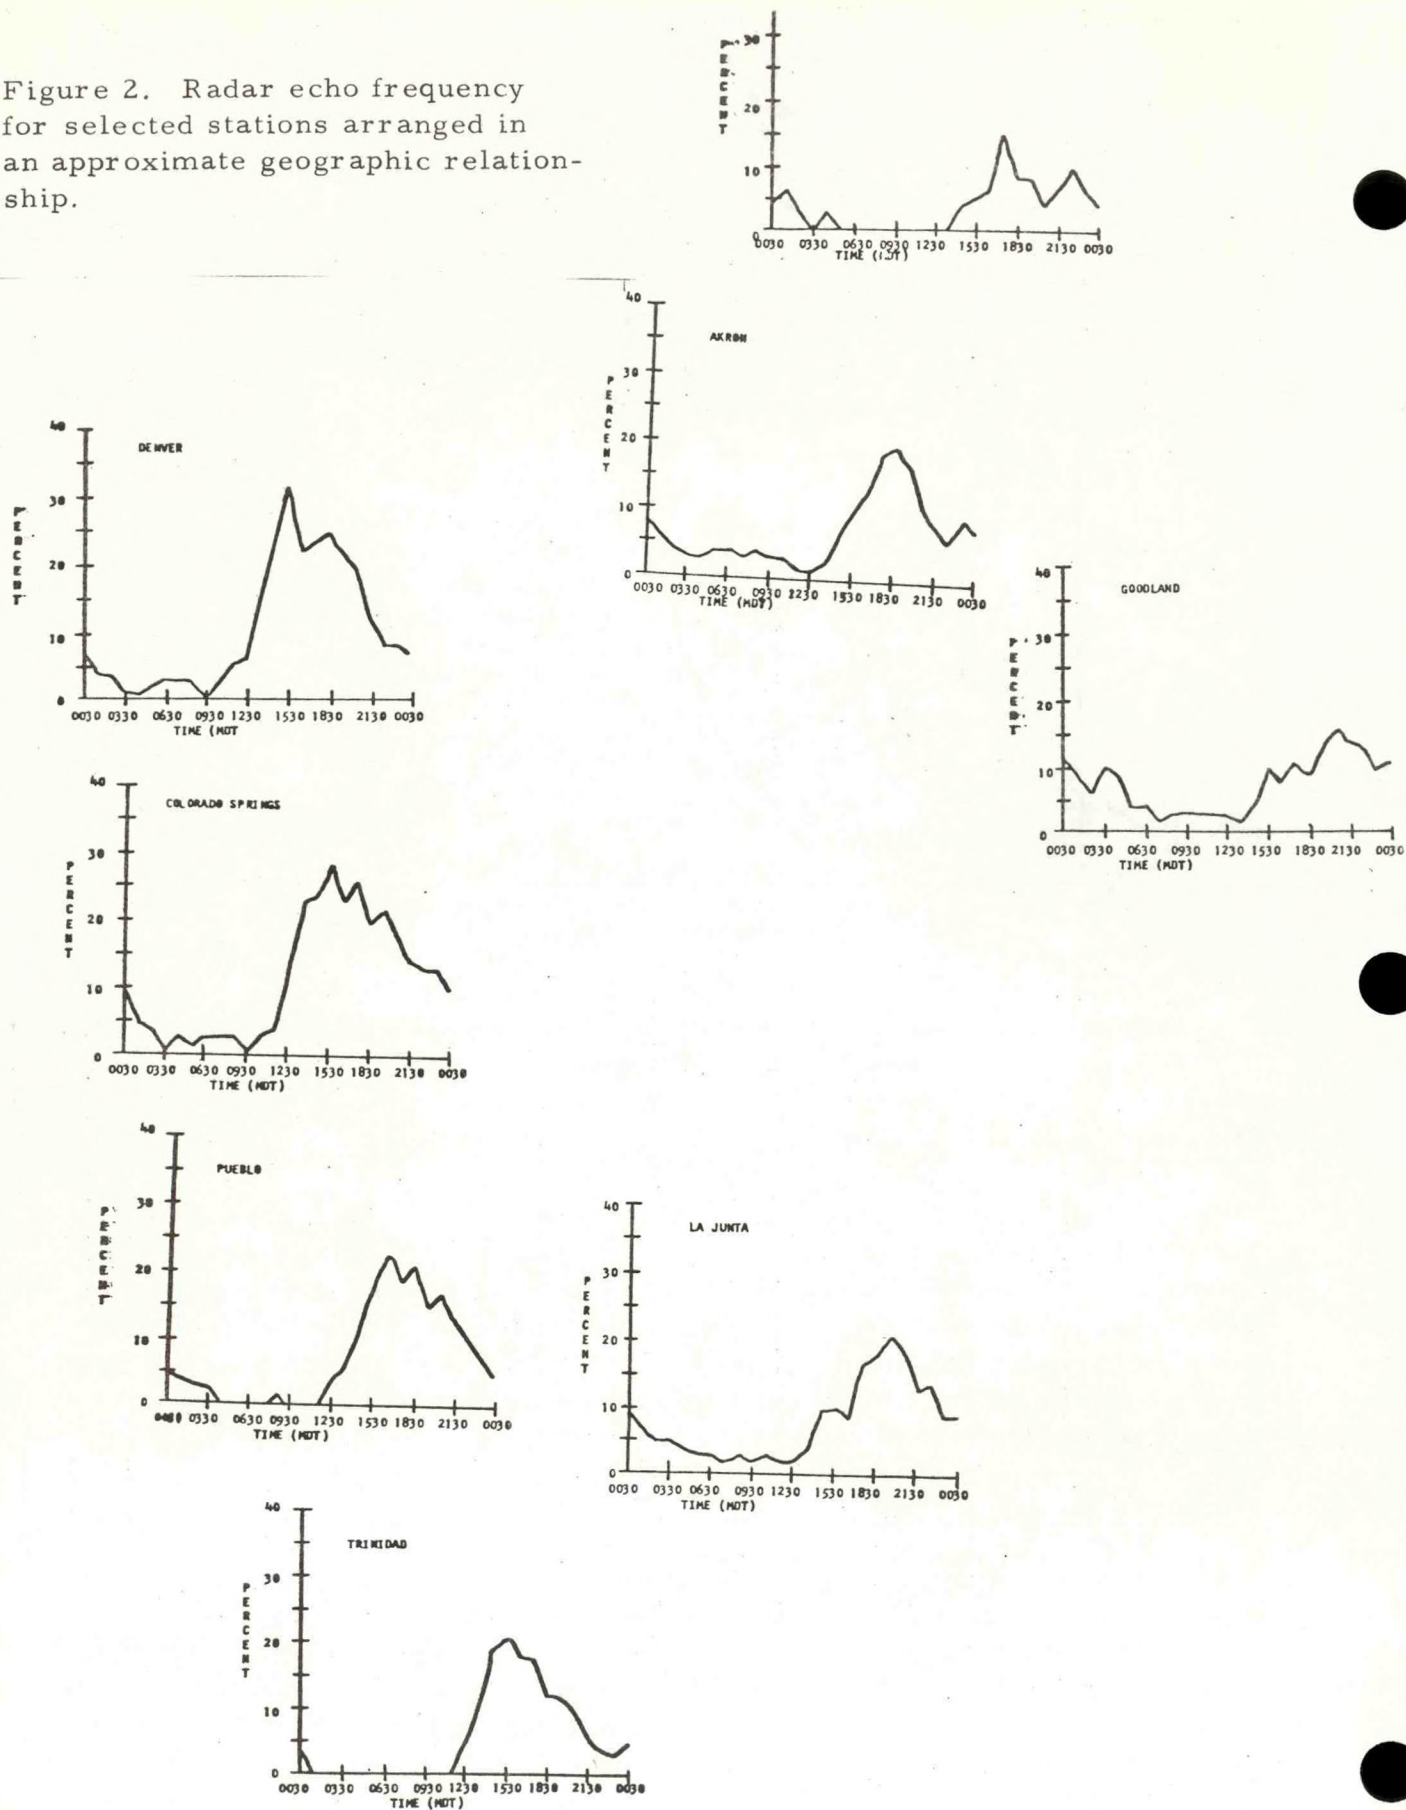 Figure 2. Radar echo frequency
for selected stations arranged in
an approximate geographic relation-
ship.
PERCENT
30
20
10
0
0030 0330 0630 0930 1230 1530 1830 2130 0030
TIME
40
AKRON
PERCENT
30
20
10
0
0030 0330 0630 0930 1230 1530 1830 2130 0030
TIME (MDT)
40
DENVER
PERCENT
30
20
10
0
0030 0330 0630 0930 1230 1530 1830 2130 0030
TIME (MDT
40
GOODLAND
PERCENT
30
20
10
0
0030 0330 0630 0930 1230 1530 1830 2130 0030
TIME (MDT)
40
COLORADO SPRINGS
PERCENT
30
20
10
0
0030 0330 0630 0930 1230 1530 1830 2130 0030
TIME (MDT)
40
PUEBLO
PERCENT
30
20
10
0
0330 0630 0930 1230 1530 1830 2130 0030
TIME (MDT)
40
LA JUNTA
PERCENT
30
20
10
0
0030 0330 0630 0930 1230 1530 1830 2130 0030
TIME (MDT)
40
TRINIDAD
PERCENT
30
20
10
0
0030 0330 0630 0930 1230 1530 1830 2130 0030
TIME (MDT)